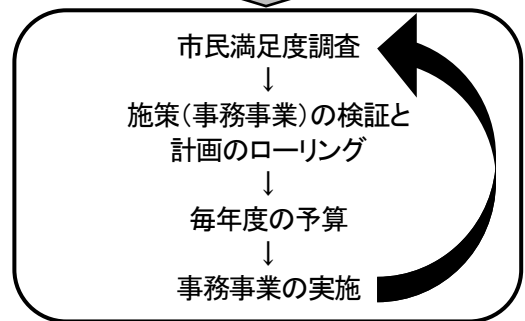 市民満足度調査
↓
施策(事務事業)の検証と
計画のローリング
↓
毎年度の予算
↓
事務事業の実施